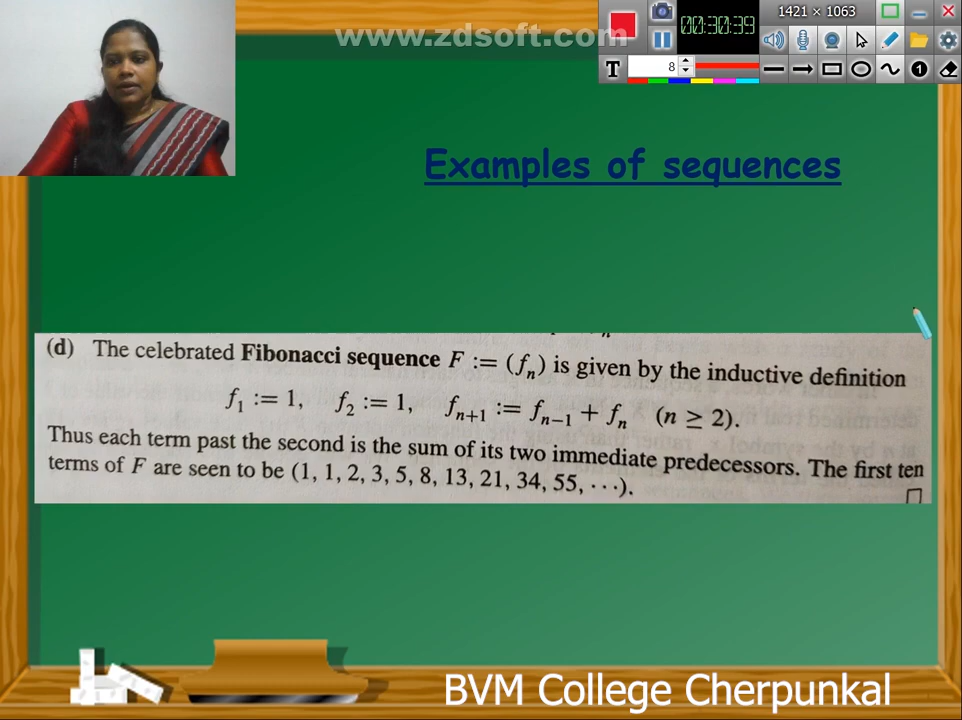 www.zdsoft.com
00:30:39
1421 × 1063
T
8
1
Examples of sequences
(d) The celebrated Fibonacci sequence F := (fₙ) is given by the inductive definition
f₁ := 1, f₂ := 1, fₙ₊₁ := fₙ₋₁ + fₙ (n ≥ 2).
Thus each term past the second is the sum of its two immediate predecessors. The first ten
terms of F are seen to be (1, 1, 2, 3, 5, 8, 13, 21, 34, 55, ···).
BVM College Cherpunkal